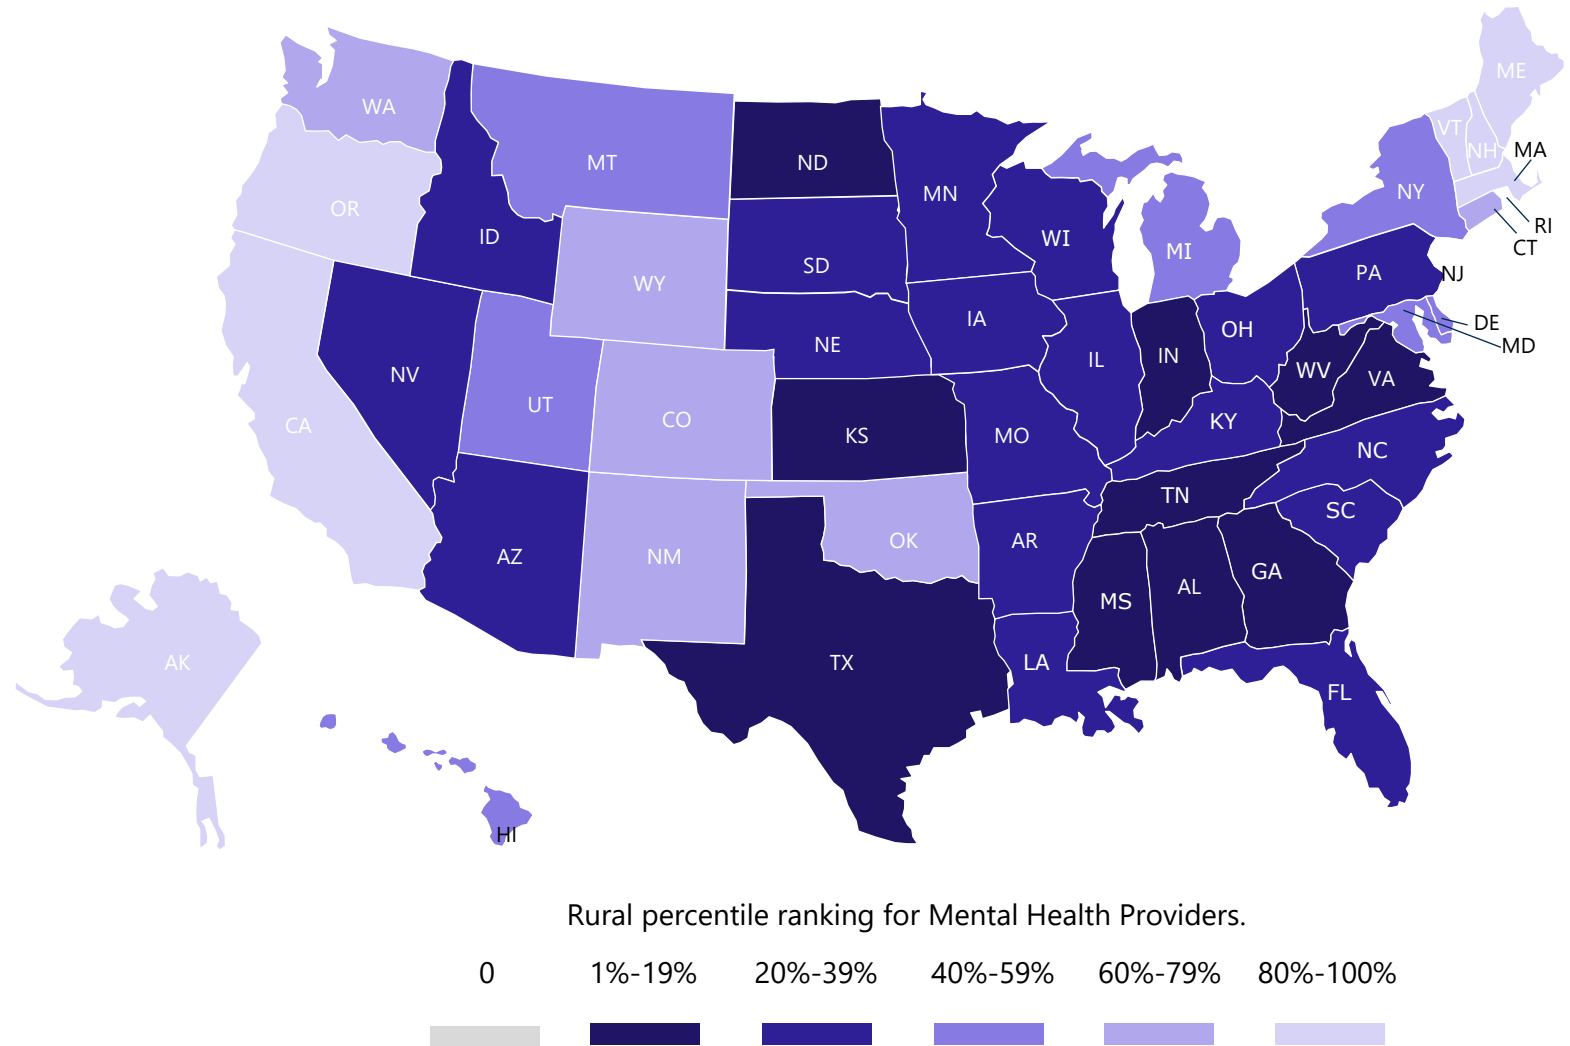 ME
WA
VT
NH
MA
MT
ND
MN
NY
OR
RI
ID
WI
CT
MI
SD
PA
NJ
WY
IA
NE
OH
DE
MD
NV
IL
IN
WV
VA
UT
CO
KS
MO
KY
CA
NC
TN
SC
AZ
NM
OK
AR
GA
MS
AL
AK
TX
LA
FL
HI
Rural percentile ranking for Mental Health Providers.
0 1%-19% 20%-39% 40%-59% 60%-79% 80%-100%